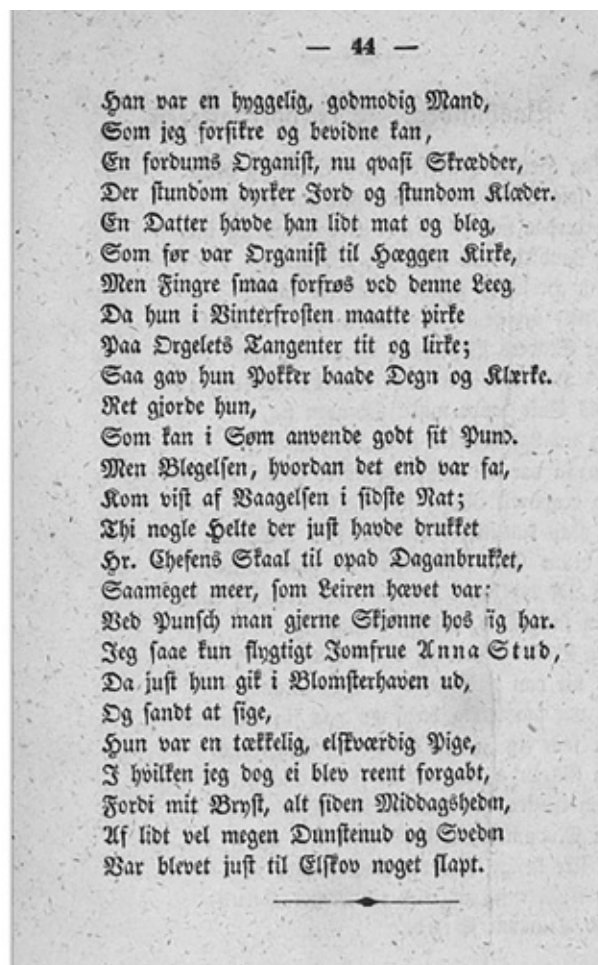 — 44 —
Han var en hyggelig, godmodig Mand,
Som jeg forsikre og bevidne kan,
En fordums Organist, nu qvasi Skrædder,
Der stundom dyrker Jord og stundom Klæder.
En Datter havde han lidt mat og bleg,
Som før var Organist til Hæggen Kirke,
Men Fingre smaa forfrøs ved denne Leeg
Da hun i Vinterfrosten maatte pirke
Paa Orgelets Tangenter tit og lirke;
Saa gav hun Pokker baade Degn og Klærke.
Ret gjorde hun,
Som kan i Søm anvende godt sit Pund.
Men Blegelsen, hvordan det end var fat,
Kom vist af Vaagelsen i sidste Nat;
Thi nogle Helte der just havde drukket
Hr. Chefens Skaal til opad Daganbrukket,
Saameget meer, som Leiren hævet var;
Ved Punsch man gjerne Skjønne hos sig har.
Jeg saae kun flygtigt Jomfrue Anna Stud,
Da just hun gik i Blomsterhaven ud,
Og sandt at sige,
Hun var en tækkelig, elskværdig Pige,
I hvilken jeg dog ei blev reent forgabt,
Fordi mit Bryst, alt siden Middagsheden,
Af lidt vel megen Dunstenud og Sveden
Var blevet just til Elskov noget slapt.